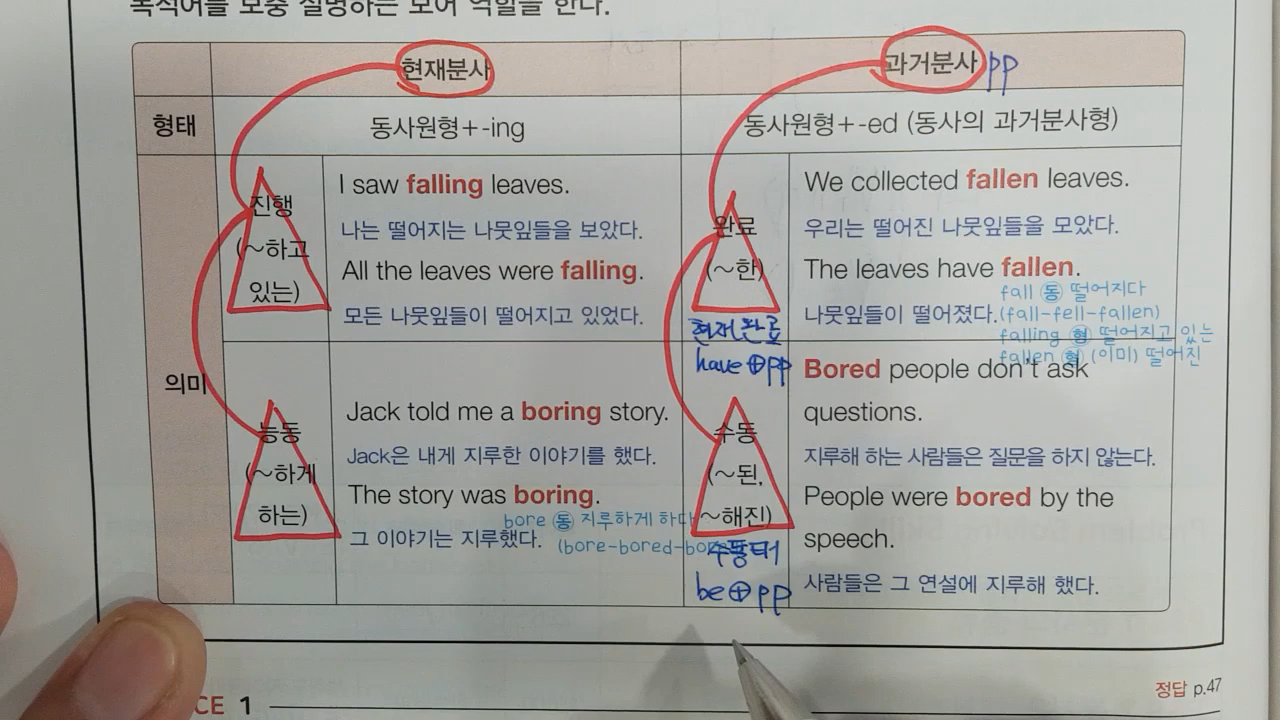 목적어를 보충 설명하는 보어 역할을 한다.
현재분사
과거분사 pp
형태
동사원형+-ing
동사원형+-ed (동사의 과거분사형)
의미
진행
(~하고
있는)
I saw falling leaves.
나는 떨어지는 나뭇잎들을 보았다.
All the leaves were falling.
모든 나뭇잎들이 떨어지고 있었다.
완료
(~한)
현재완료
have⊕pp
We collected fallen leaves.
우리는 떨어진 나뭇잎들을 모았다.
The leaves have fallen.
나뭇잎들이 떨어졌다.
fall 동 떨어지다
(fall-fell-fallen)
falling 형 떨어지고 있는
fallen 형 (이미) 떨어진
능동
(~하게
하는)
Jack told me a boring story.
Jack은 내게 지루한 이야기를 했다.
The story was boring.
그 이야기는 지루했다.
bore 동 지루하게 하다
(bore-bored-
수동
(~된,
~해진)
be⊕pp
Bored people don't ask
questions.
지루해 하는 사람들은 질문을 하지 않는다.
People were bored by the
speech.
사람들은 그 연설에 지루해 했다.
정답 p.47
CE 1